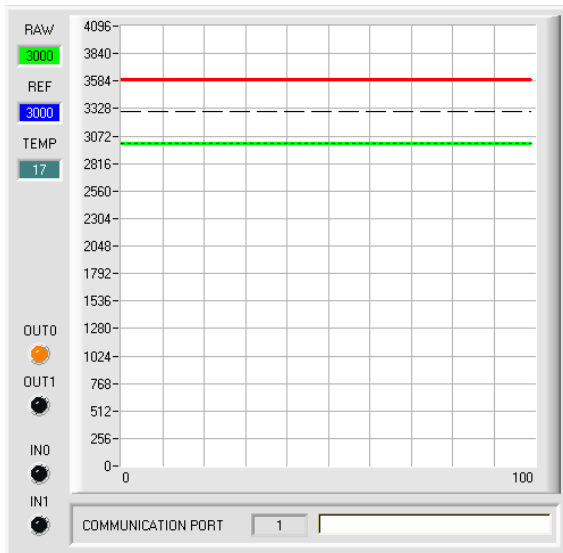 RAW
3000
REF
3000
TEMP
17
OUT0
OUT1
IN0
IN1
4096
3840
3584
3328
3072
2816
2560
2304
2048
1792
1536
1280
1024
768
512
256
0
0 100
COMMUNICATION PORT 1